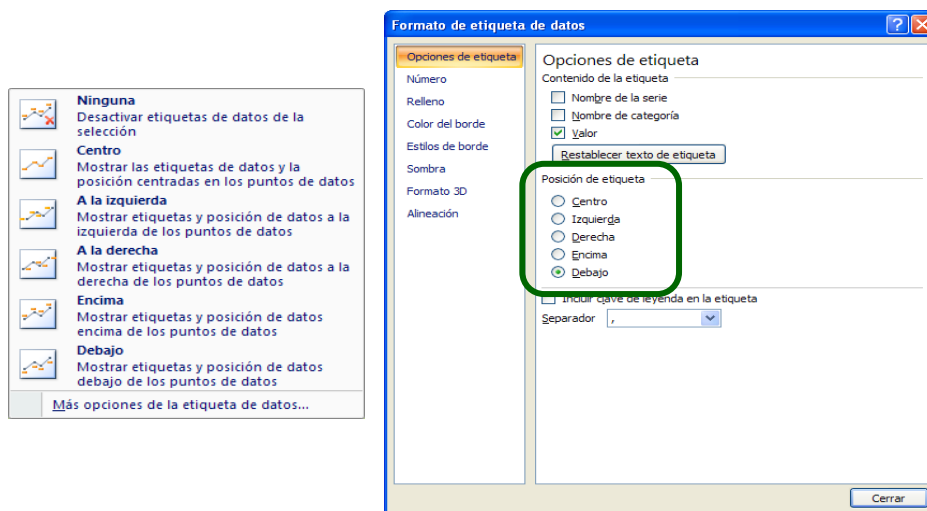 Ninguna
Desactivar etiquetas de datos de la
selección
Centro
Mostrar las etiquetas de datos y la
posición centradas en los puntos de datos
A la izquierda
Mostrar etiquetas y posición de datos a la
izquierda de los puntos de datos
A la derecha
Mostrar etiquetas y posición de datos a la
derecha de los puntos de datos
Encima
Mostrar etiquetas y posición de datos
encima de los puntos de datos
Debajo
Mostrar etiquetas y posición de datos
debajo de los puntos de datos
Más opciones de la etiqueta de datos...
Formato de etiqueta de datos
Opciones de etiqueta
Número
Relleno
Color del borde
Estilos de borde
Sombra
Formato 3D
Alineación
Opciones de etiqueta
Contenido de la etiqueta
Nombre de la serie
Nombre de categoría
Valor
Restablecer texto de etiqueta
Posición de etiqueta
Centro
Izquierda
Derecha
Encima
Debajo
Incluir clave de leyenda en la etiqueta
Separador ,
Cerrar